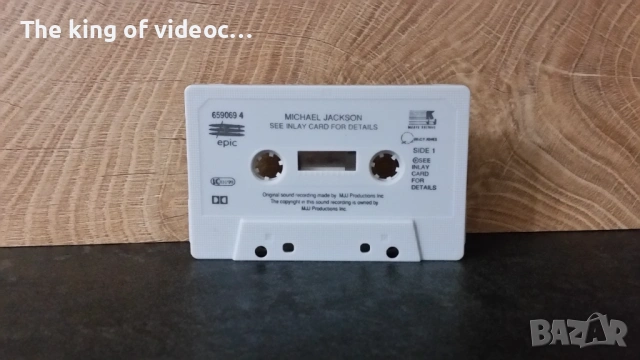 The king of videoc...
659069 4
epic
MICHAEL JACKSON
SEE INLAY CARD FOR DETAILS
SIDE 1
©SEE
INLAY
CARD
FOR
DETAILS
Original sound recording made by MJJ Productions Inc
The copyright in this sound recording is owned by
MJJ Productions Inc
BAZAR